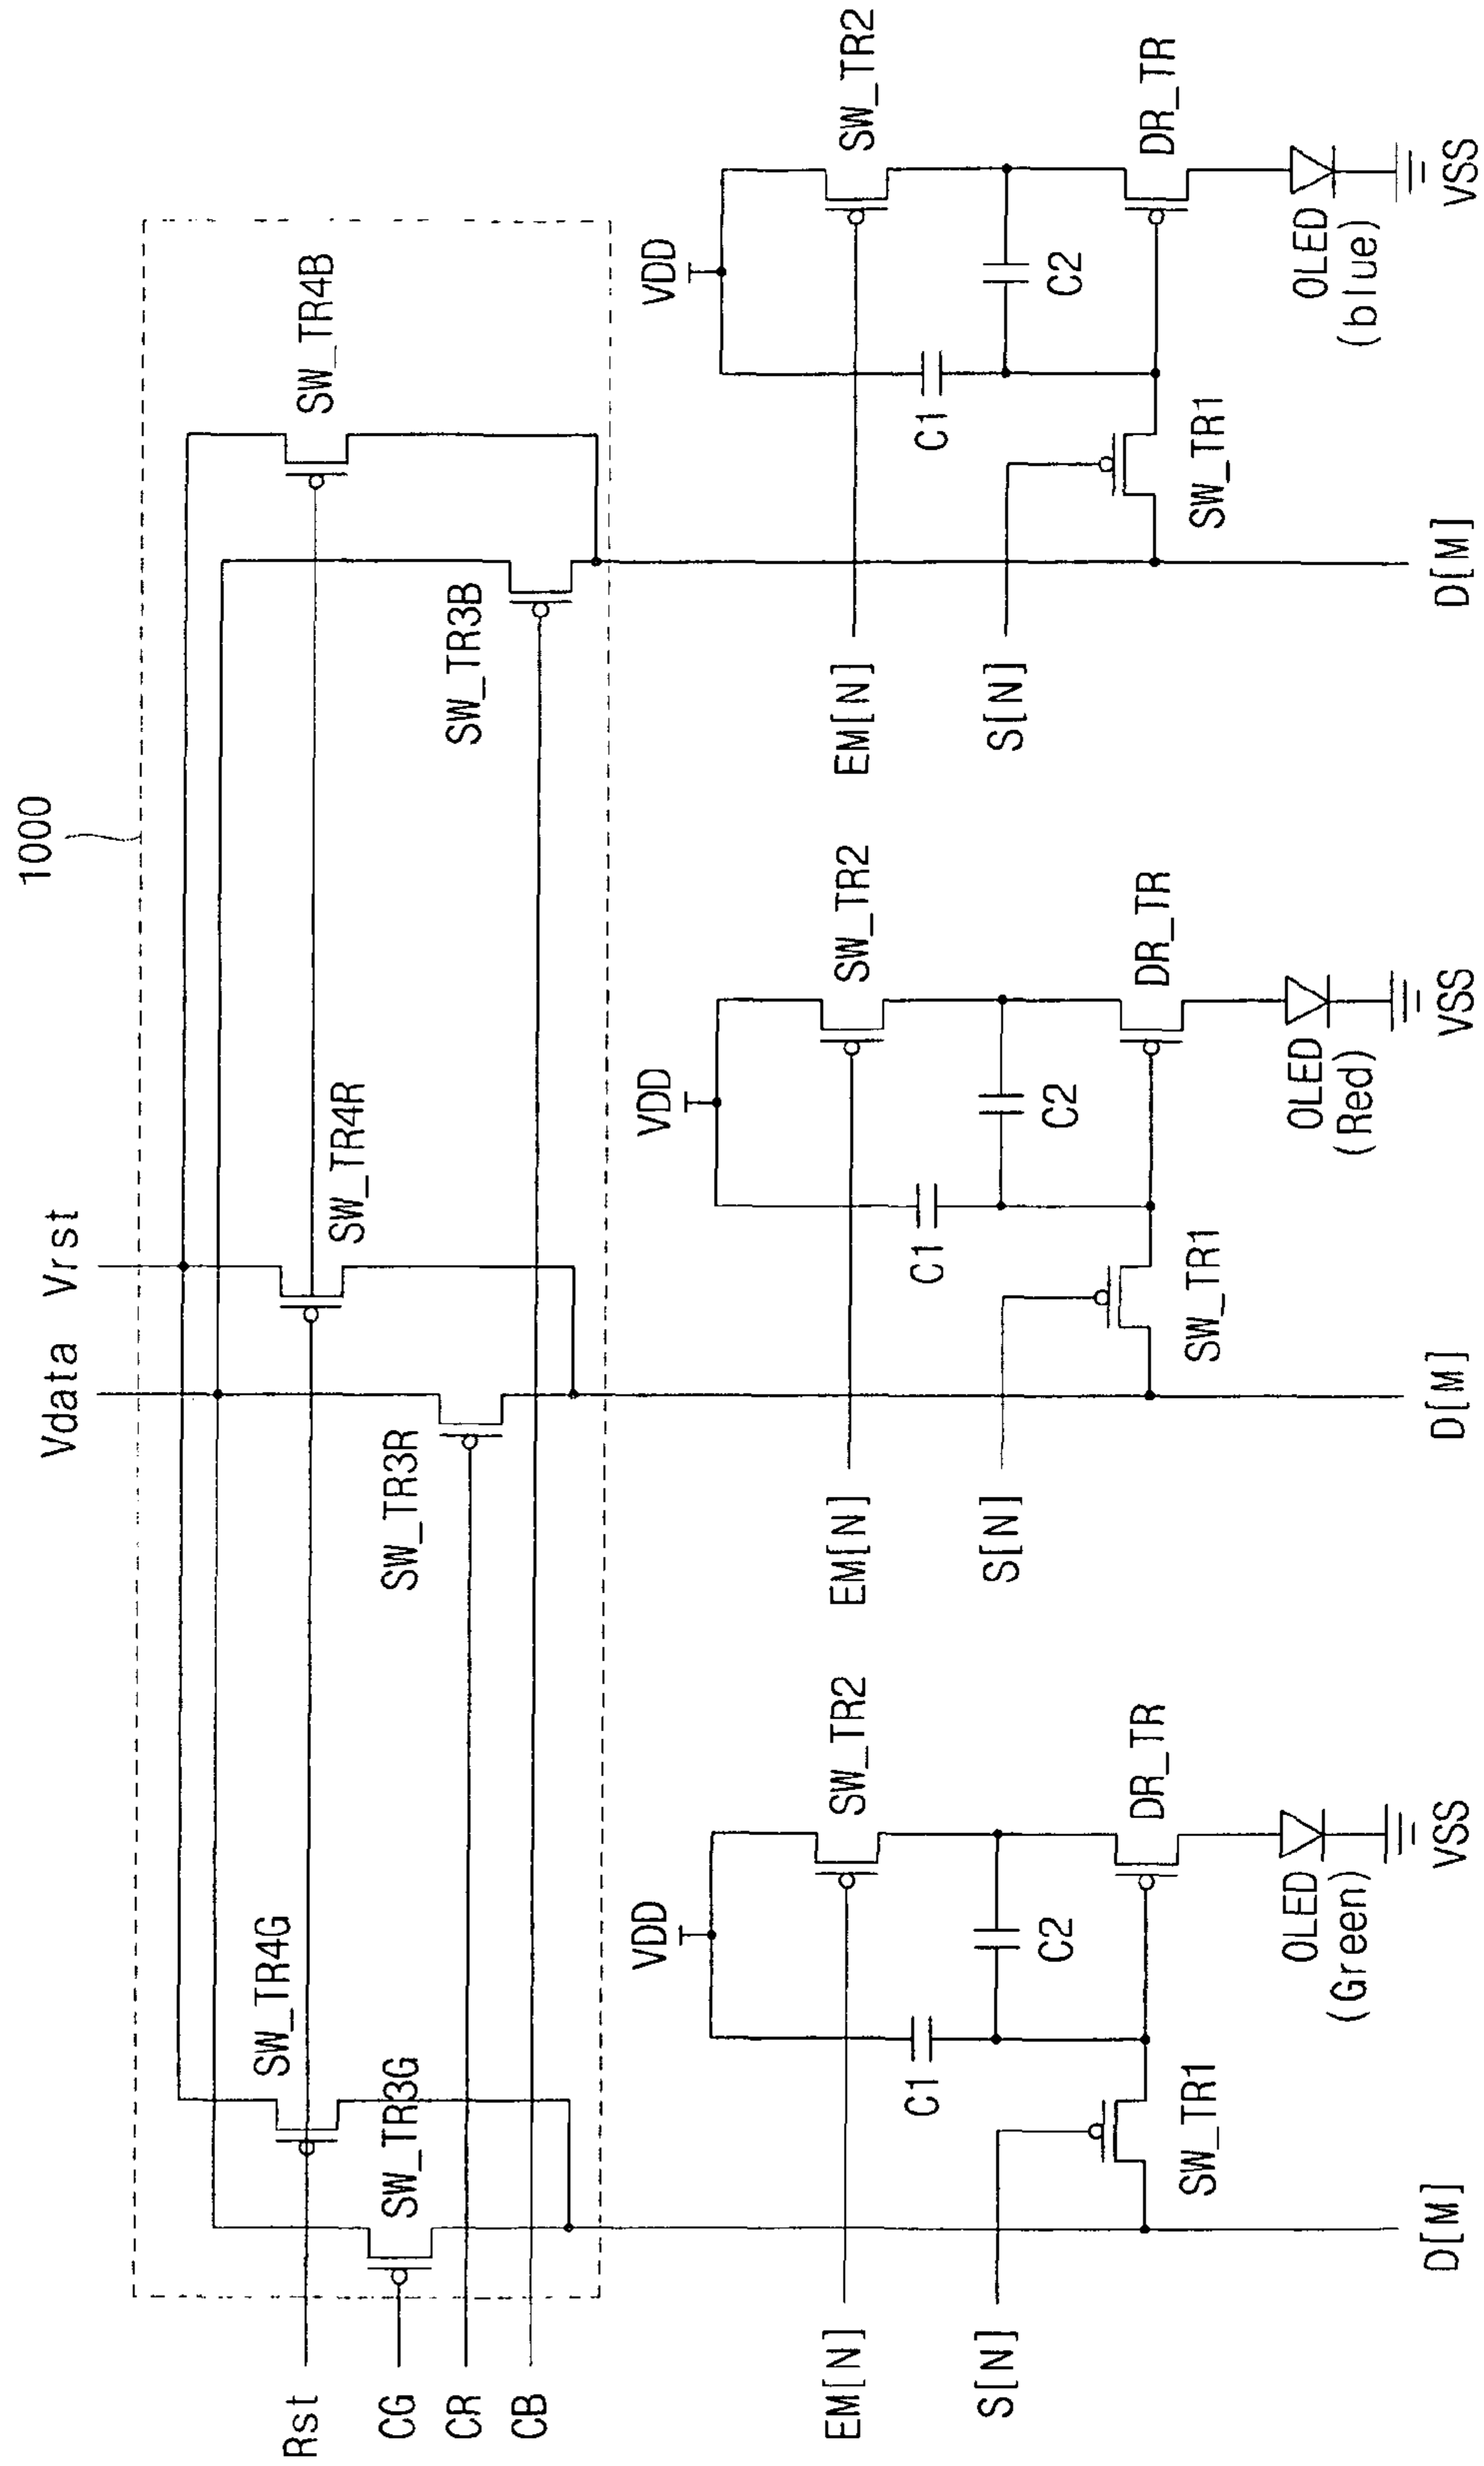 1000
Vdata
Vrst
SW_TR4G
SW_TR4R
SW_TR4B
SW_TR3G
SW_TR3R
SW_TR3B
Rst
CG
CR
CB
VDD
SW_TR2
EM[N]
C1
C2
S[N]
SW_TR1
DR_TR
OLED
(Green)
VSS
D[M]
VDD
SW_TR2
EM[N]
C1
C2
S[N]
SW_TR1
DR_TR
OLED
(Red)
VSS
D[M]
VDD
SW_TR2
EM[N]
C1
C2
S[N]
SW_TR1
DR_TR
OLED
(blue)
VSS
D[M]